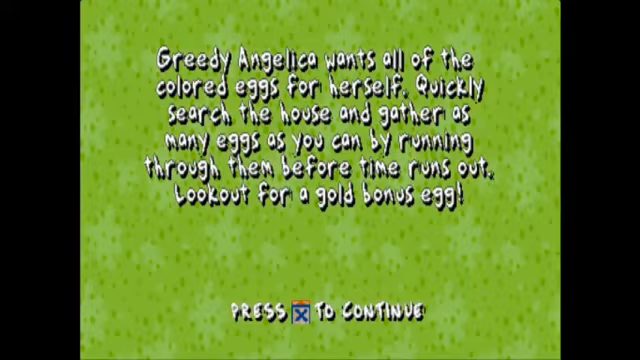 Greedy Angelica wants all of the
colored eggs for herself. Quickly
search the house and gather as
many eggs as you can by running
through them before time runs out.
Lookout for a gold bonus egg!
PRESS X TO CONTINUE